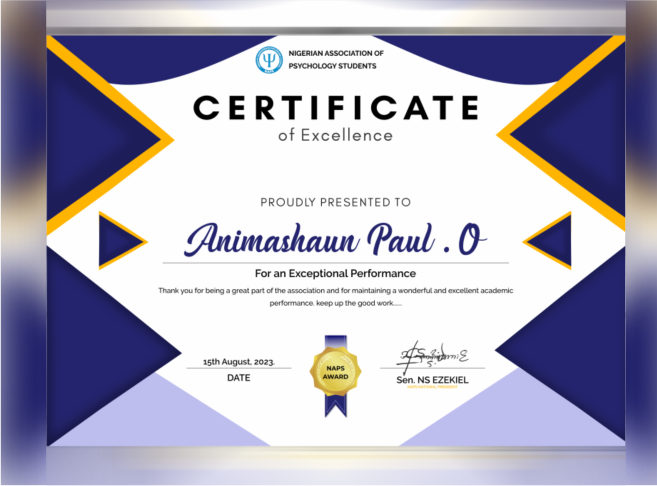 NIGERIAN ASSOCIATION OF
PSYCHOLOGY STUDENTS
CERTIFICATE
of Excellence
PROUDLY PRESENTED TO
Animashaun Paul . O
For an Exceptional Performance
Thank you for being a great part of the association and for maintaining a wonderful and excellent academic
performance. keep up the good work.....
15th August, 2023.
DATE
NAPS
AWARD
Sen. NS EZEKIEL